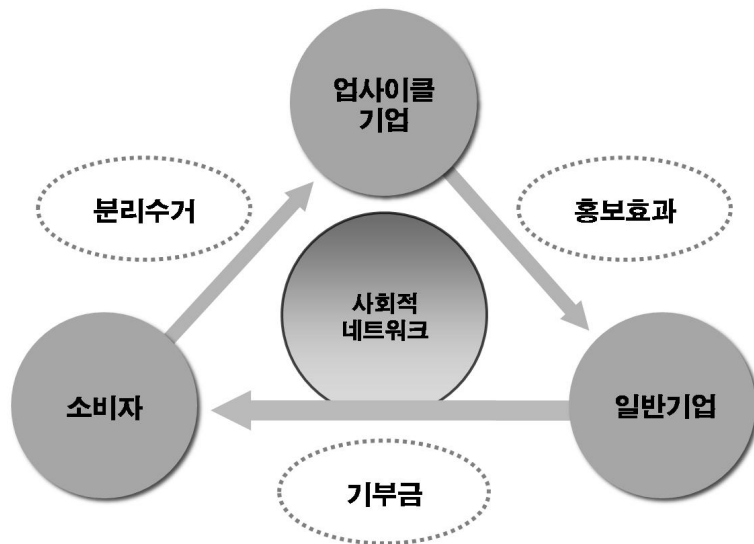 업사이클
기업
분리수거
홍보효과
사회적
네트워크
소비자
일반기업
기부금